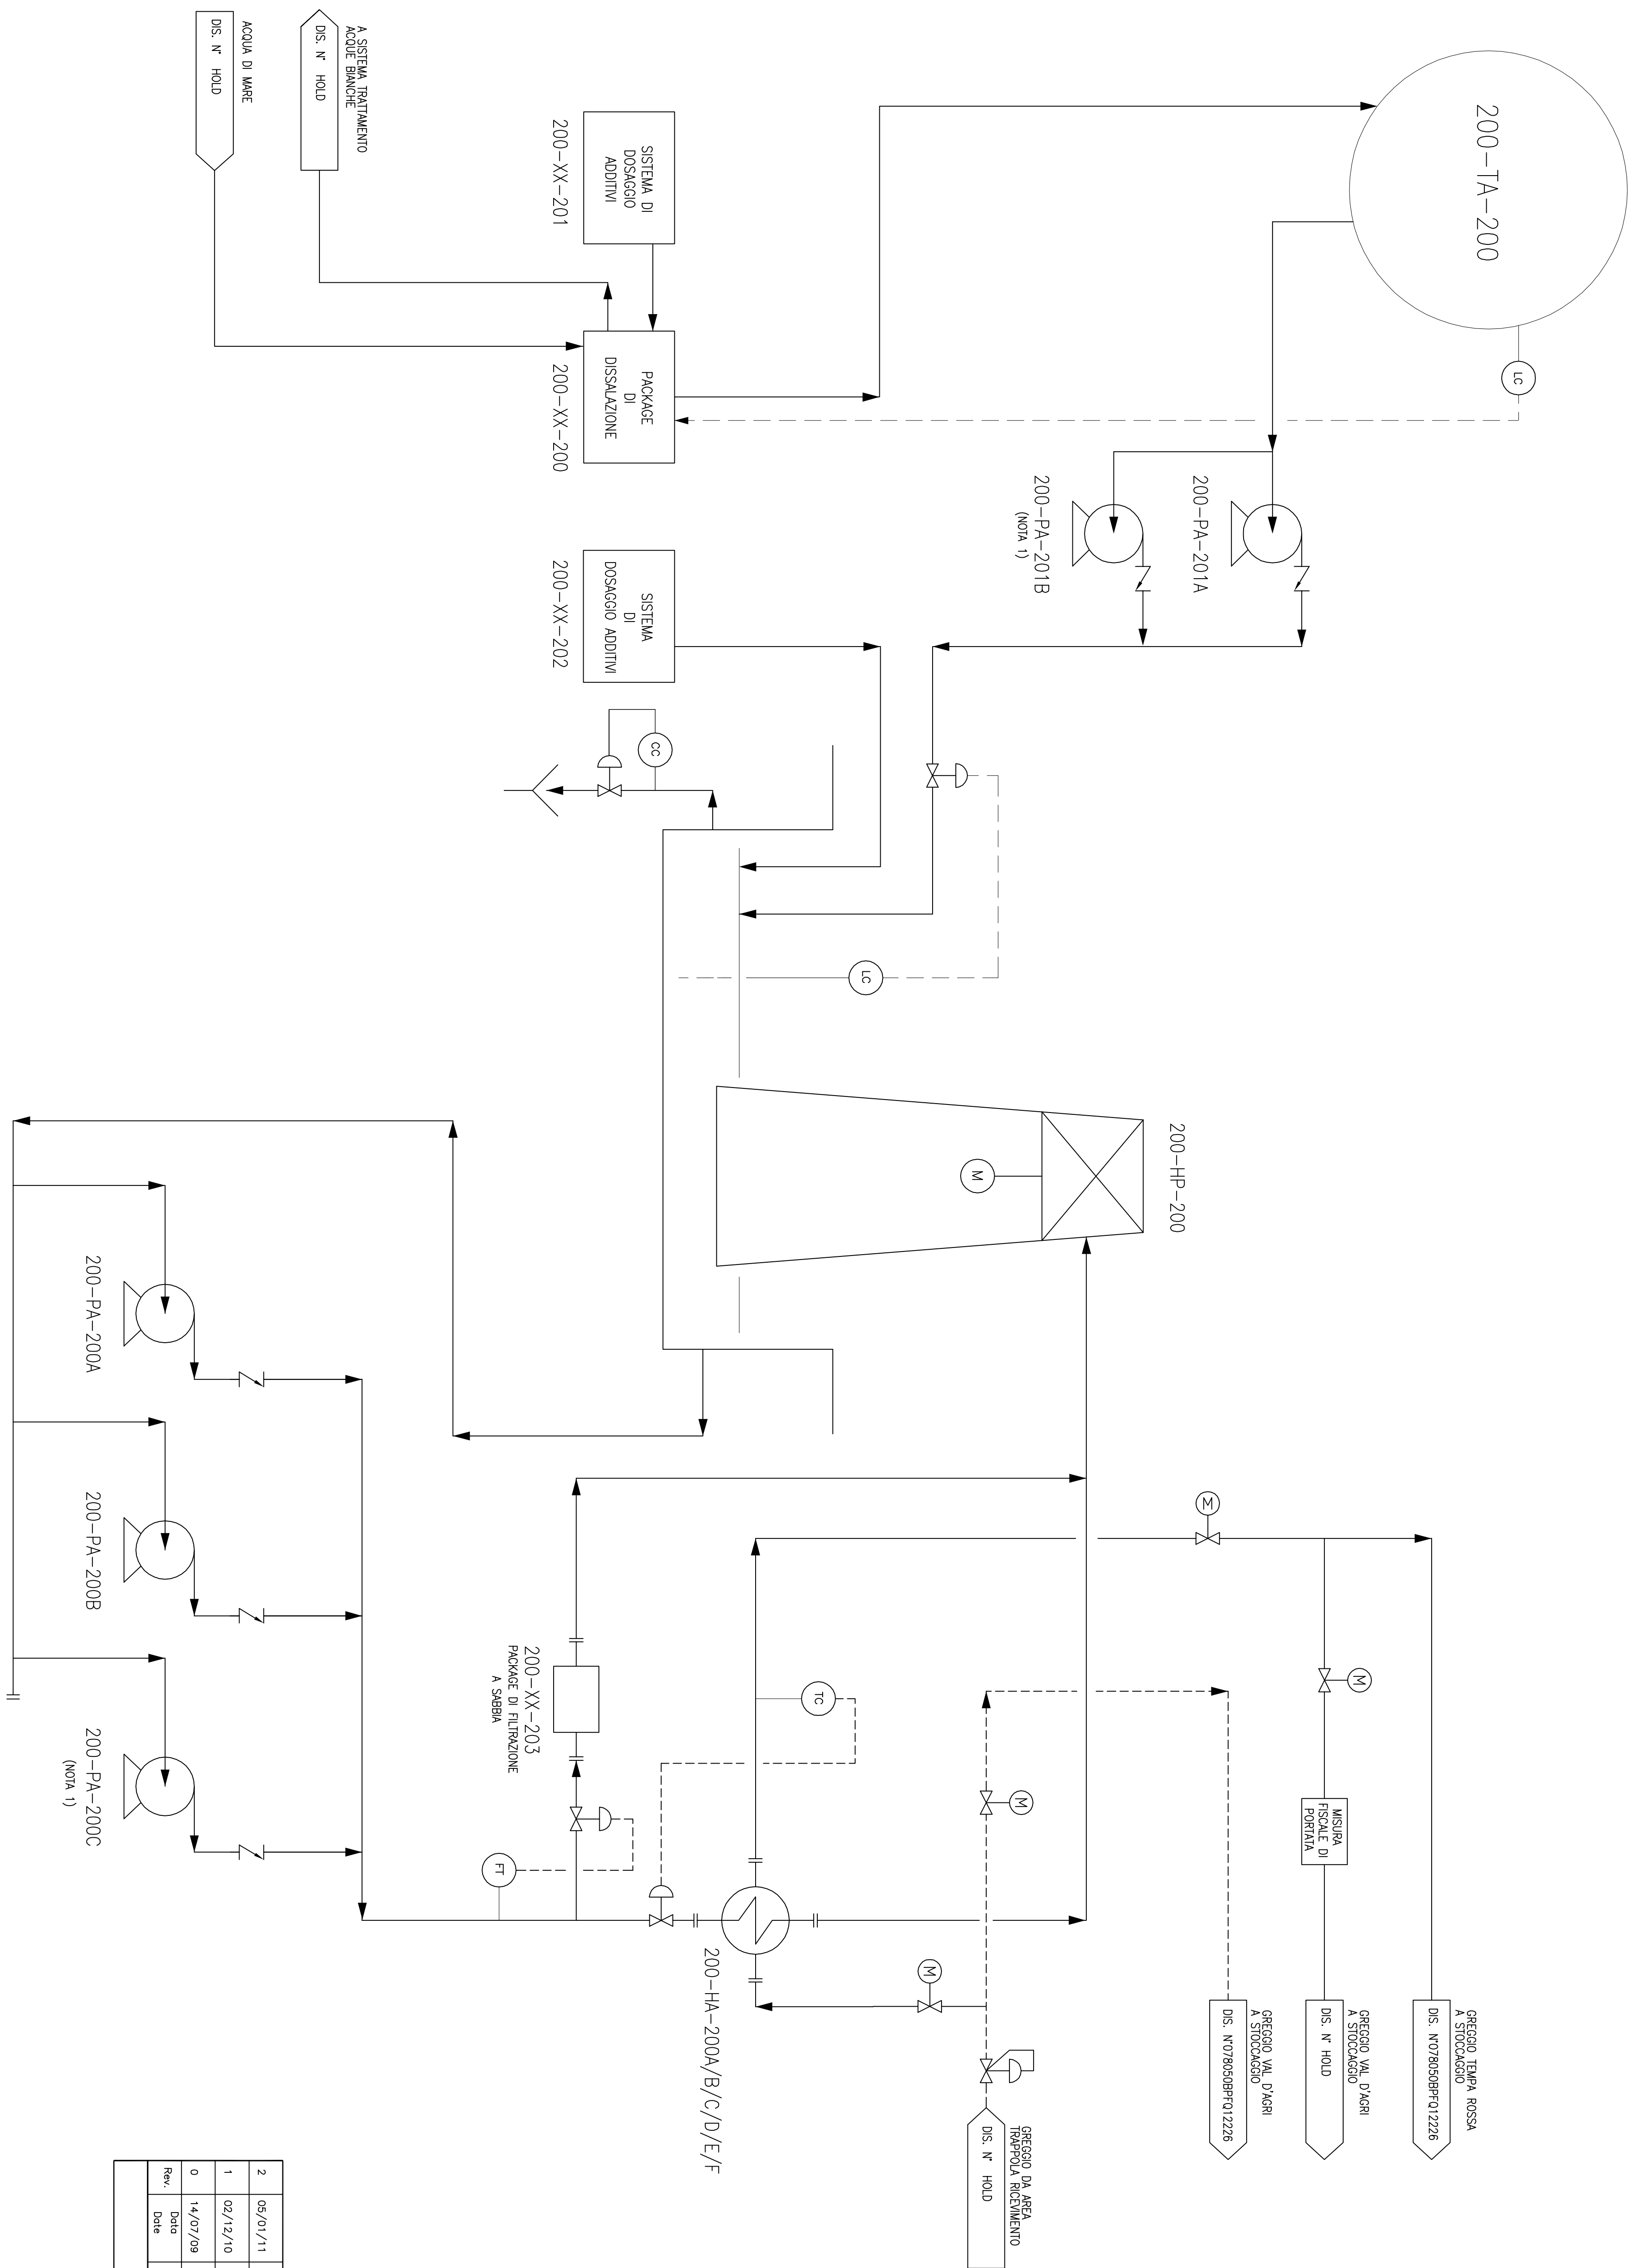 200-TA-200
LC
A SISTEMA TRATTAMENTO
ACQUE BIANCHE
DIS. N° HOLD
ACQUA DI MARE
DIS. N° HOLD
SISTEMA DI
DOSAGGIO
ADDITIVI
200-XX-201
PACKAGE
DI
DISSALAZIONE
200-XX-200
200-PA-201A
200-PA-201B
(NOTA 1)
SISTEMA
DI
DOSAGGIO ADDITIVI
200-XX-202
CC
LC
200-HP-200
M
200-PA-200A
200-PA-200B
200-PA-200C
(NOTA 1)
200-XX-203
PACKAGE DI FILTRAZIONE
A SABBIA
FT
TC
M
M
M
M
MISURA
FISCALE DI
PORTATA
200-HA-200A/B/C/D/E/F
GREGGIO TEMPA ROSSA
A STOCCAGGIO
DIS. N°078050BPFQ12226
GREGGIO VAL D'AGRI
A STOCCAGGIO
DIS. N° HOLD
GREGGIO VAL D'AGRI
A STOCCAGGIO
DIS. N°078050BPFQ12226
GREGGIO DA AREA
TRAPPOLA RICEVIMENTO
DIS. N° HOLD
2 05/01/11
1 02/12/10
0 14/07/09
Rev. Data
Date